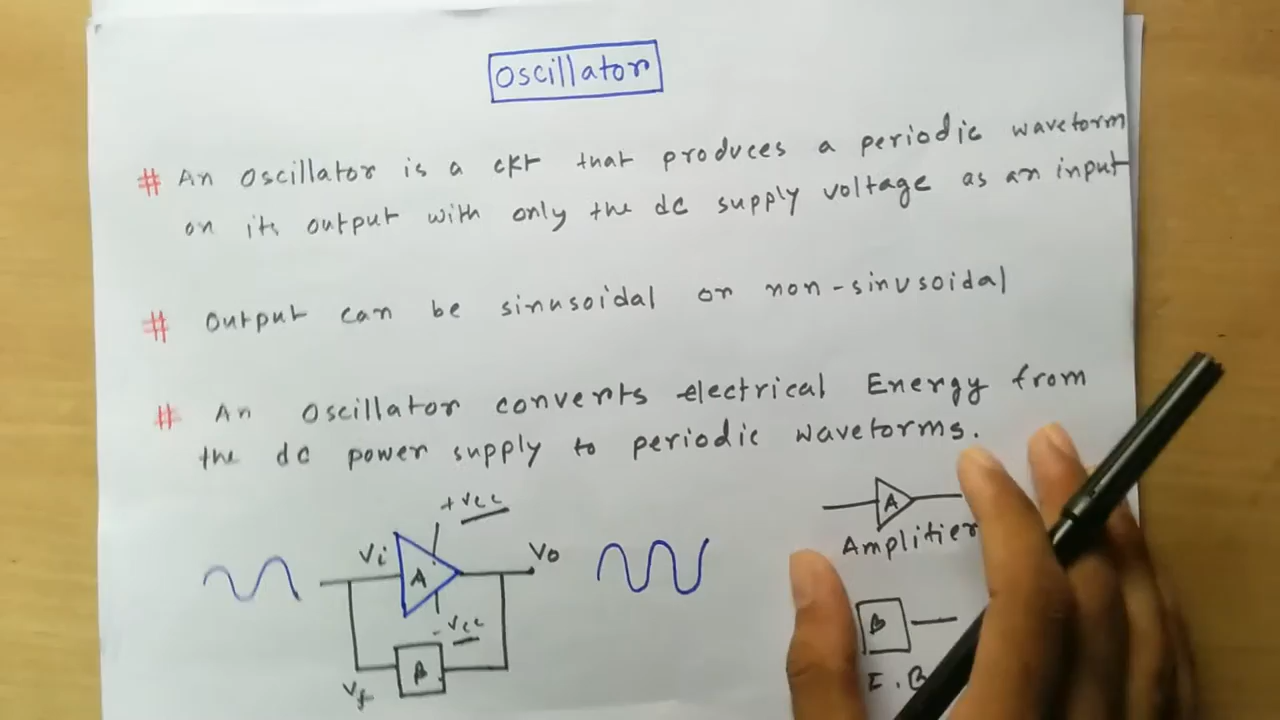 Oscillator
# An Oscillator is a ckt that produces a periodic waveform
on its output with only the dc supply voltage as an input
# Output can be sinusoidal or non-sinusoidal
# An Oscillator converts electrical Energy from
the dc power supply to periodic waveforms.
+Vcc
Vi
A
Vo
-Vcc
β
Vf
A
Amplifier
β
F.B